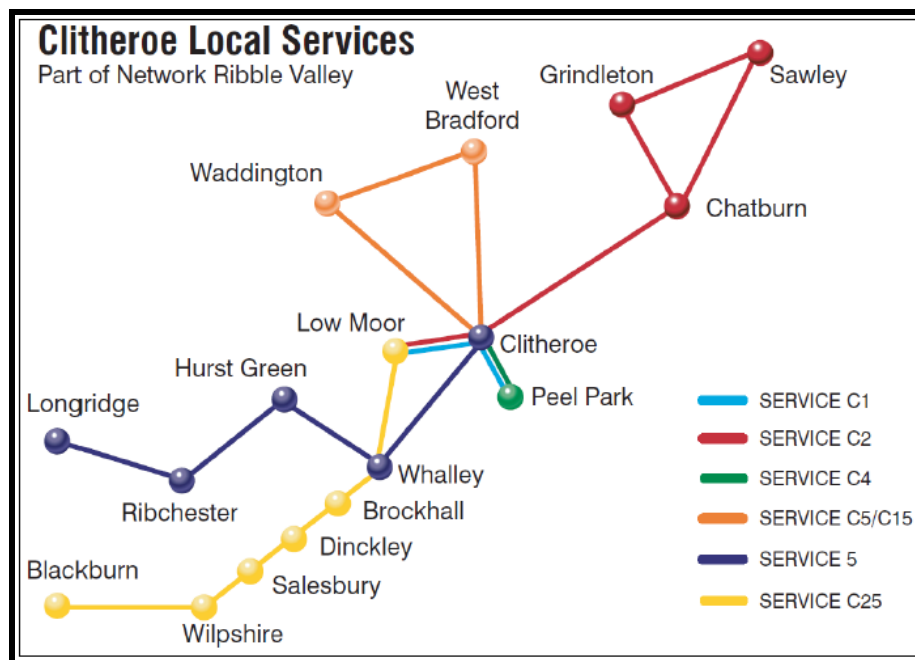 Clitheroe Local Services
Part of Network Ribble Valley
Grindleton
Sawley
West
Bradford
Waddington
Chatburn
Low Moor
Clitheroe
Hurst Green
Peel Park
Longridge
Whalley
Ribchester
Brockhall
Dinckley
Blackburn
Salesbury
Wilpshire
SERVICE C1
SERVICE C2
SERVICE C4
SERVICE C5/C15
SERVICE 5
SERVICE C25